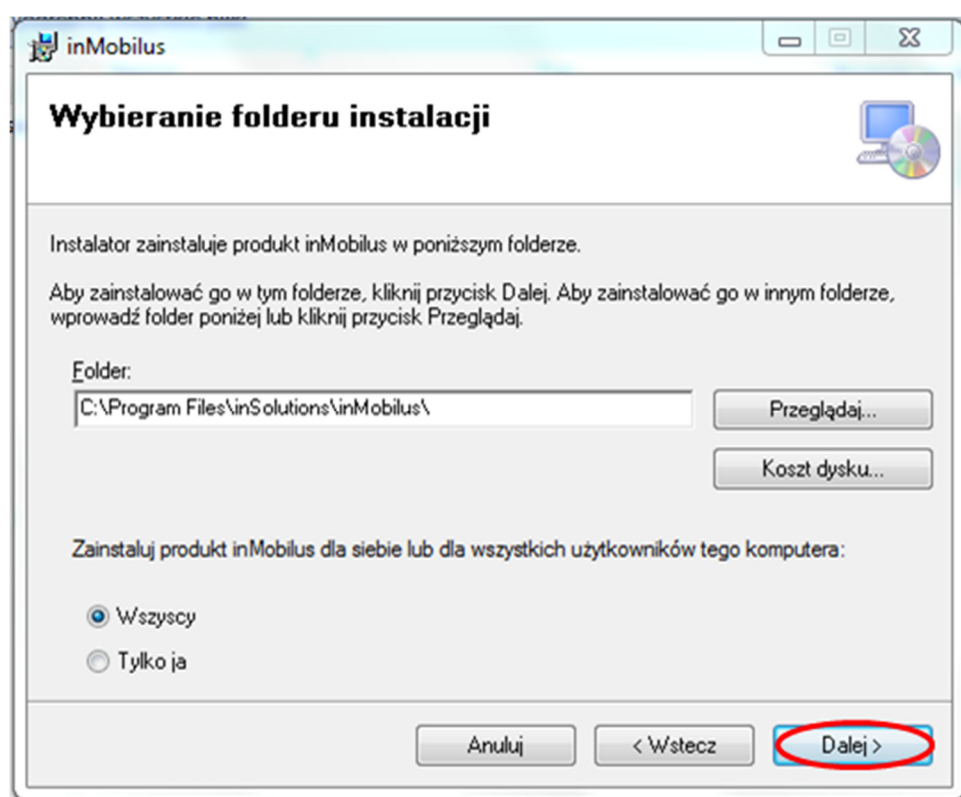 inMobilus
Wybieranie folderu instalacji
Instalator zainstaluje produkt inMobilus w poniższym folderze.
Aby zainstalować go w tym folderze, kliknij przycisk Dalej. Aby zainstalować go w innym folderze,
wprowadź folder poniżej lub kliknij przycisk Przeglądaj.
Folder:
C:\Program Files\inSolutions\inMobilus\
Przeglądaj...
Koszt dysku...
Zainstaluj produkt inMobilus dla siebie lub dla wszystkich użytkowników tego komputera:
Wszyscy
Tylko ja
Anuluj
< Wstecz
Dalej >